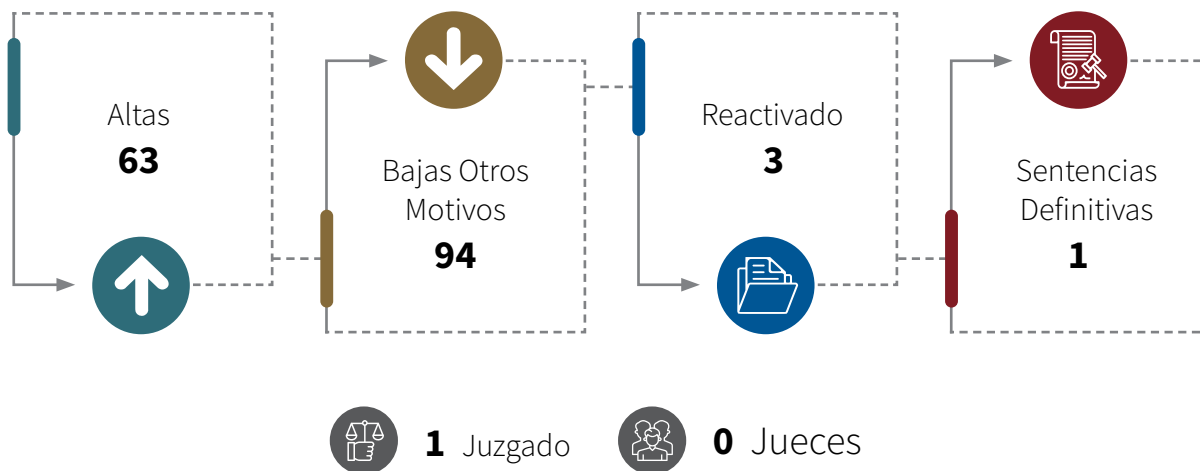 Altas
63
Bajas Otros
Motivos
94
Reactivado
3
Sentencias
Definitivas
1
1 Juzgado
0 Jueces